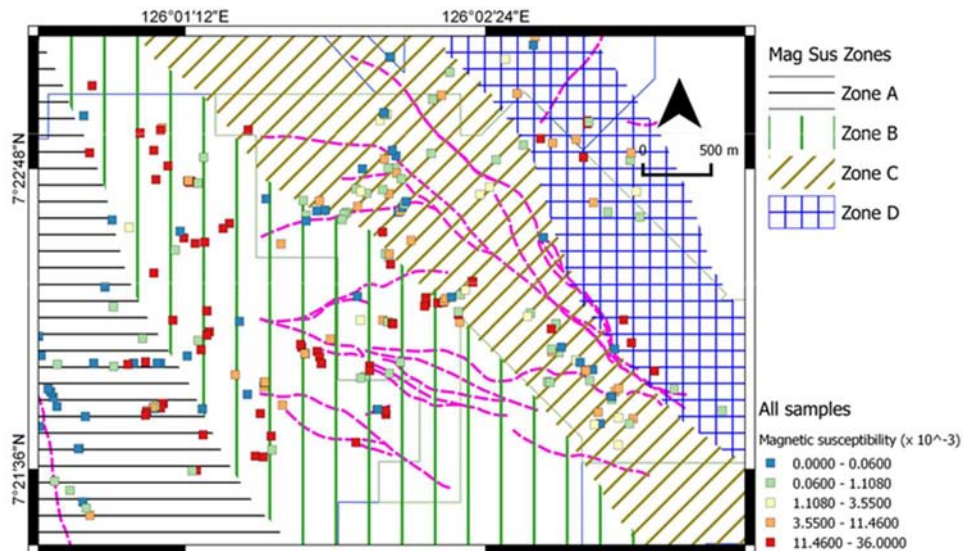 126°01'12"E
126°02'24"E
7°22'48"N
7°21'36"N
0
500 m
Mag Sus Zones
Zone A
Zone B
Zone C
Zone D
All samples
Magnetic susceptibility (x 10^-3)
0.0000 - 0.0600
0.0600 - 1.1080
1.1080 - 3.5500
3.5500 - 11.4600
11.4600 - 36.0000